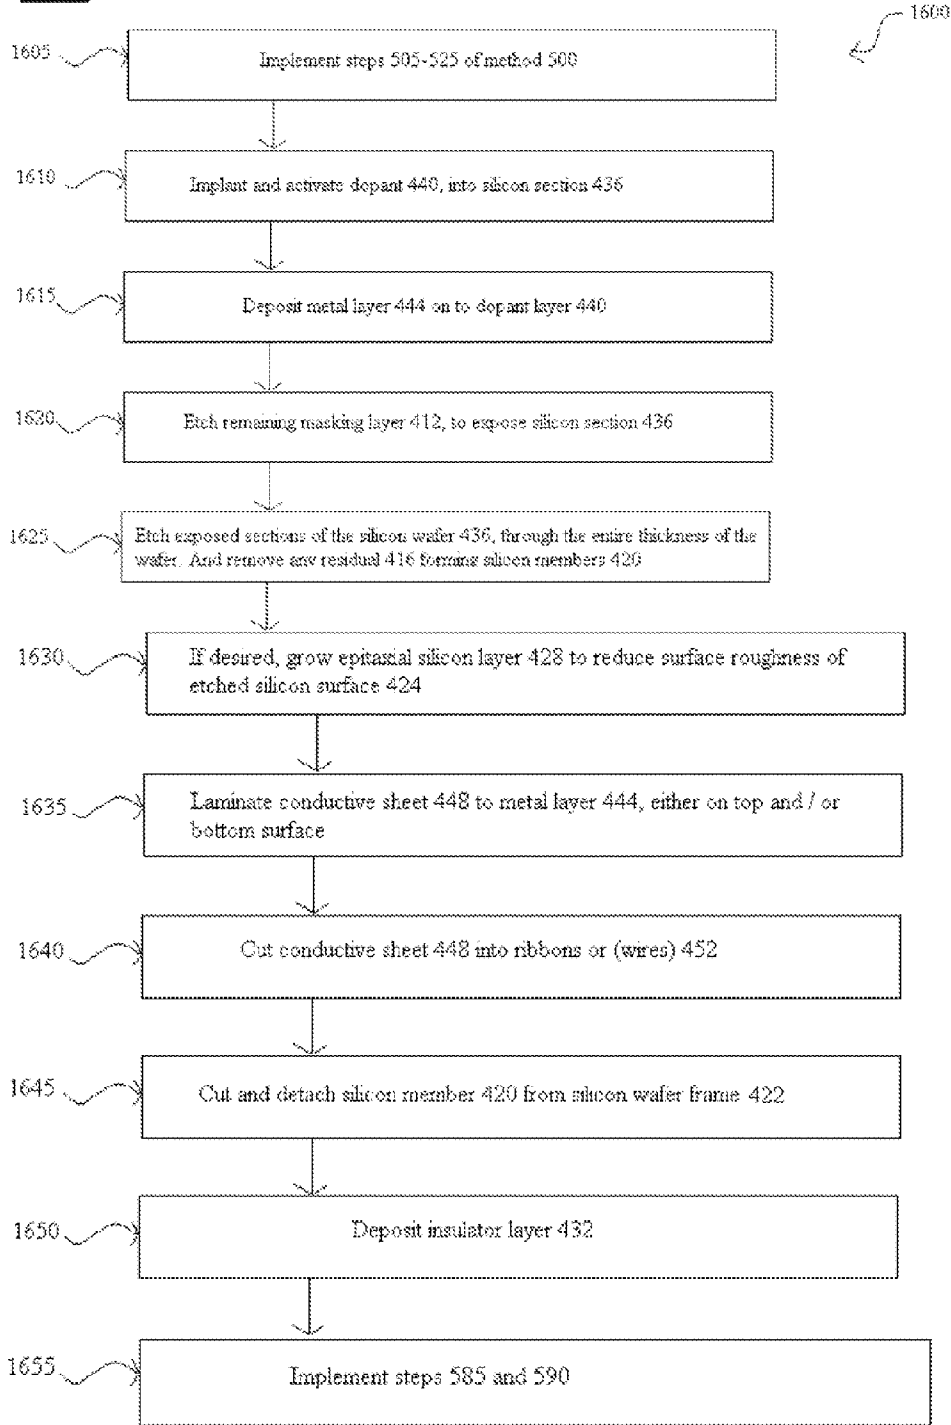 1600
1605
Implement steps 505-525 of method 500
1610
Implant and activate dopant 440, into silicon section 436
1615
Deposit metal layer 444 on to dopant layer 440
1620
Etch remaining masking layer 412, to expose silicon section 436
1625
Etch exposed sections of the silicon wafer 436, through the entire thickness of the
wafer. And remove any residual 416 forming silicon members 420
1630
If desired, grow epitaxial silicon layer 428 to reduce surface roughness of
etched silicon surface 424
1635
Laminate conductive sheet 448 to metal layer 444, either on top and / or
bottom surface
1640
Cut conductive sheet 448 into ribbons or (wires) 452
1645
Cut and detach silicon member 420 from silicon wafer frame 422
1650
Deposit insulator layer 432
1655
Implement steps 585 and 590